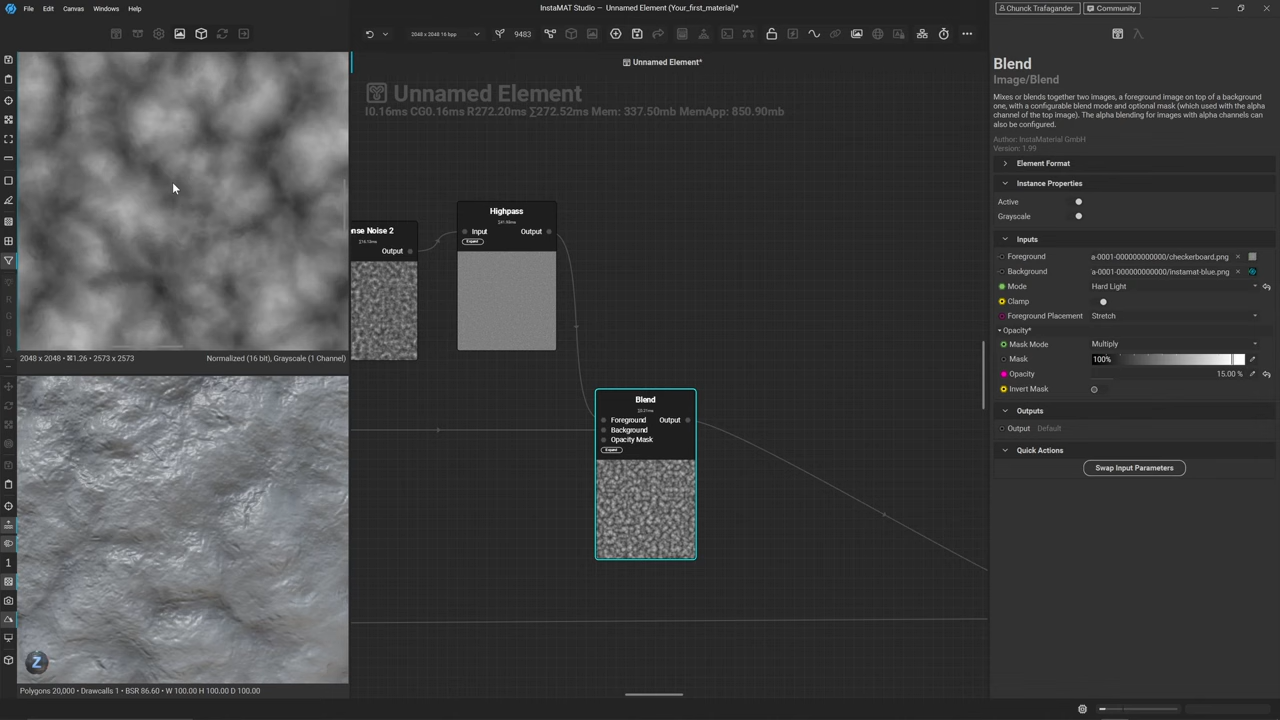 File Edit Canvas Windows Help
InstaMAT Studio – Unnamed Element (Your_first_material)*
Chunck Trafagander
Community
2048 x 2048 16 bpp
9483
Unnamed Element*
Unnamed Element
I0.16ms CG0.16ms R272.20ms ∑272.52ms Mem: 337.50mb MemApp: 850.90mb
nse Noise 2
Output
Highpass
Input Output
Expand
Blend
Foreground Output
Background
Opacity Mask
Expand
2048 x 2048 • ⌘1.26 • 2573 x 2573
Normalized (16 bit), Grayscale (1 Channel)
R
G
B
A
1
Z
Polygons 20,000 • Drawcalls 1 • BSR 86.60 • W 100.00 H 100.00 D 100.00
Blend
Image/Blend
Mixes or blends together two images, a foreground image on top of a background
one, with a configurable blend mode and optional mask (which used with the alpha
channel of the top image). The alpha blending for images with alpha channels can
also be configured.
Author: InstaMaterial GmbH
Version: 1.99
Element Format
Instance Properties
Active
Grayscale
Inputs
Foreground a-0001-000000000000/checkerboard.png
Background a-0001-000000000000/instamat-blue.png
Mode Hard Light
Clamp
Foreground Placement Stretch
Opacity*
Mask Mode Multiply
Mask 100%
Opacity 15.00 %
Invert Mask
Outputs
Output Default
Quick Actions
Swap Input Parameters